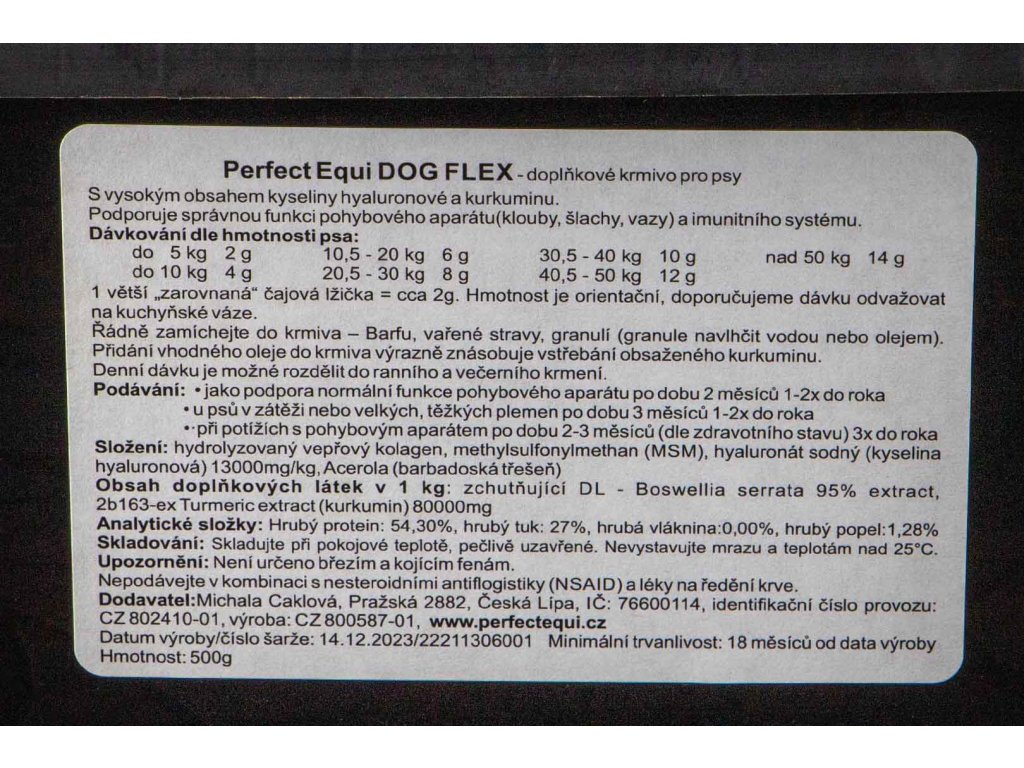 Perfect Equi DOG FLEX - doplňkové krmivo pro psy
S vysokým obsahem kyseliny hyaluronové a kurkuminu.
Podporuje správnou funkci pohybového aparátu(klouby, šlachy, vazy) a imunitního systému.
Dávkování dle hmotnosti psa:
do 5 kg 2 g 10,5 - 20 kg 6 g 30,5 - 40 kg 10 g nad 50 kg 14 g
do 10 kg 4 g 20,5 - 30 kg 8 g 40,5 - 50 kg 12 g
1 větší „zarovnaná“ čajová lžička = cca 2g. Hmotnost je orientační, doporučujeme dávku odvažovat
na kuchyňské váze.
Řádně zamíchejte do krmiva – Barfu, vařené stravy, granulí (granule navlhčit vodou nebo olejem).
Přidání vhodného oleje do krmiva výrazně znásobuje vstřebání obsaženého kurkuminu.
Denní dávku je možné rozdělit do ranního a večerního krmení.
Podávání: • jako podpora normální funkce pohybového aparátu po dobu 2 měsíců 1-2x do roka
• u psů v zátěži nebo velkých, těžkých plemen po dobu 3 měsíců 1-2x do roka
• při potížích s pohybovým aparátem po dobu 2-3 měsíců (dle zdravotního stavu) 3x do roka
Složení: hydrolyzovaný vepřový kolagen, methylsulfonylmethan (MSM), hyaluronát sodný (kyselina
hyaluronová) 13000mg/kg, Acerola (barbadoská třešeň)
Obsah doplňkových látek v 1 kg: zchutňující DL - Boswellia serrata 95% extract,
2b163-ex Turmeric extract (kurkumin) 80000mg
Analytické složky: Hrubý protein: 54,30%, hrubý tuk: 27%, hrubá vláknina:0,00%, hrubý popel:1,28%
Skladování: Skladujte při pokojové teplotě, pečlivě uzavřené. Nevystavujte mrazu a teplotám nad 25°C.
Upozornění: Není určeno březím a kojícím fenám.
Nepodávejte v kombinaci s nesteroidními antiflogistiky (NSAID) a léky na ředění krve.
Dodavatel:Michala Caklová, Pražská 2882, Česká Lípa, IČ: 76600114, identifikační číslo provozu:
CZ 802410-01, výroba: CZ 800587-01, www.perfectequi.cz
Datum výroby/číslo šarže: 14.12.2023/22211306001 Minimální trvanlivost: 18 měsíců od data výroby
Hmotnost: 500g